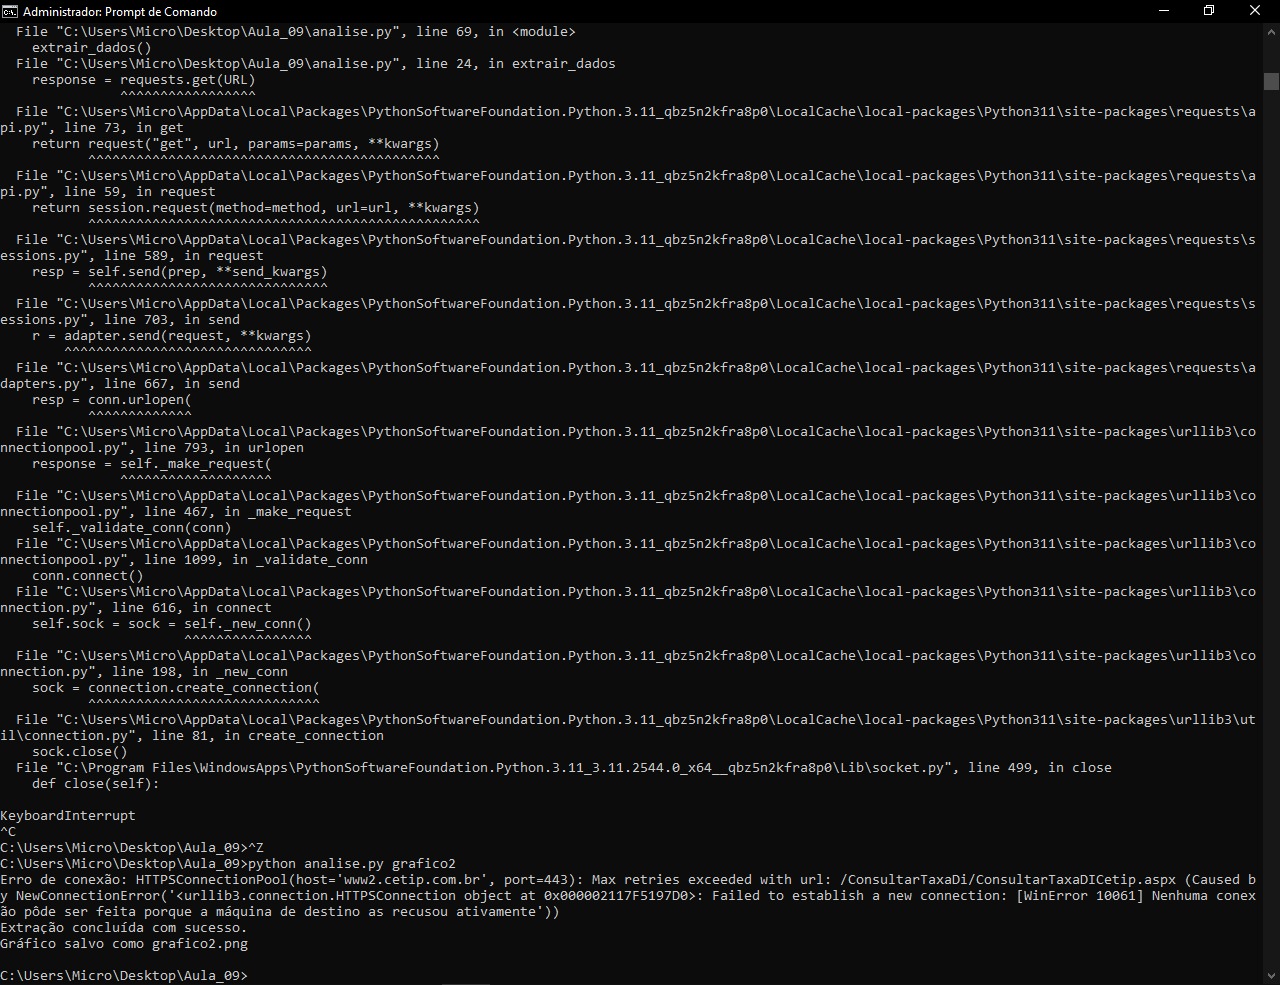 Administrador: Prompt de Comando
  File "C:\Users\Micro\Desktop\Aula_09\analise.py", line 69, in <module>
    extrair_dados()
  File "C:\Users\Micro\Desktop\Aula_09\analise.py", line 24, in extrair_dados
    response = requests.get(URL)
               ^^^^^^^^^^^^^^^^^
  File "C:\Users\Micro\AppData\Local\Packages\PythonSoftwareFoundation.Python.3.11_qbz5n2kfra8p0\LocalCache\local-packages\Python311\site-packages\requests\a
pi.py", line 73, in get
    return request("get", url, params=params, **kwargs)
           ^^^^^^^^^^^^^^^^^^^^^^^^^^^^^^^^^^^^^^^^^^^^
  File "C:\Users\Micro\AppData\Local\Packages\PythonSoftwareFoundation.Python.3.11_qbz5n2kfra8p0\LocalCache\local-packages\Python311\site-packages\requests\a
pi.py", line 59, in request
    return session.request(method=method, url=url, **kwargs)
           ^^^^^^^^^^^^^^^^^^^^^^^^^^^^^^^^^^^^^^^^^^^^^^^^^
  File "C:\Users\Micro\AppData\Local\Packages\PythonSoftwareFoundation.Python.3.11_qbz5n2kfra8p0\LocalCache\local-packages\Python311\site-packages\requests\s
essions.py", line 589, in request
    resp = self.send(prep, **send_kwargs)
           ^^^^^^^^^^^^^^^^^^^^^^^^^^^^^^
  File "C:\Users\Micro\AppData\Local\Packages\PythonSoftwareFoundation.Python.3.11_qbz5n2kfra8p0\LocalCache\local-packages\Python311\site-packages\requests\s
essions.py", line 703, in send
    r = adapter.send(request, **kwargs)
        ^^^^^^^^^^^^^^^^^^^^^^^^^^^^^^^
  File "C:\Users\Micro\AppData\Local\Packages\PythonSoftwareFoundation.Python.3.11_qbz5n2kfra8p0\LocalCache\local-packages\Python311\site-packages\requests\a
dapters.py", line 667, in send
    resp = conn.urlopen(
           ^^^^^^^^^^^^^
  File "C:\Users\Micro\AppData\Local\Packages\PythonSoftwareFoundation.Python.3.11_qbz5n2kfra8p0\LocalCache\local-packages\Python311\site-packages\urllib3\co
nnectionpool.py", line 793, in urlopen
    response = self._make_request(
               ^^^^^^^^^^^^^^^^^^^
  File "C:\Users\Micro\AppData\Local\Packages\PythonSoftwareFoundation.Python.3.11_qbz5n2kfra8p0\LocalCache\local-packages\Python311\site-packages\urllib3\co
nnectionpool.py", line 467, in _make_request
    self._validate_conn(conn)
  File "C:\Users\Micro\AppData\Local\Packages\PythonSoftwareFoundation.Python.3.11_qbz5n2kfra8p0\LocalCache\local-packages\Python311\site-packages\urllib3\co
nnectionpool.py", line 1099, in _validate_conn
    conn.connect()
  File "C:\Users\Micro\AppData\Local\Packages\PythonSoftwareFoundation.Python.3.11_qbz5n2kfra8p0\LocalCache\local-packages\Python311\site-packages\urllib3\co
nnection.py", line 616, in connect
    self.sock = sock = self._new_conn()
                       ^^^^^^^^^^^^^^^^
  File "C:\Users\Micro\AppData\Local\Packages\PythonSoftwareFoundation.Python.3.11_qbz5n2kfra8p0\LocalCache\local-packages\Python311\site-packages\urllib3\co
nnection.py", line 198, in _new_conn
    sock = connection.create_connection(
           ^^^^^^^^^^^^^^^^^^^^^^^^^^^^^
  File "C:\Users\Micro\AppData\Local\Packages\PythonSoftwareFoundation.Python.3.11_qbz5n2kfra8p0\LocalCache\local-packages\Python311\site-packages\urllib3\ut
il\connection.py", line 81, in create_connection
    sock.close()
  File "C:\Program Files\WindowsApps\PythonSoftwareFoundation.Python.3.11_3.11.2544.0_x64__qbz5n2kfra8p0\Lib\socket.py", line 499, in close
    def close(self):

KeyboardInterrupt
^C
C:\Users\Micro\Desktop\Aula_09>^Z
C:\Users\Micro\Desktop\Aula_09>python analise.py grafico2
Erro de conexão: HTTPSConnectionPool(host='www2.cetip.com.br', port=443): Max retries exceeded with url: /ConsultarTaxaDi/ConsultarTaxaDICetip.aspx (Caused b
y NewConnectionError('<urllib3.connection.HTTPSConnection object at 0x000002117F5197D0>: Failed to establish a new connection: [WinError 10061] Nenhuma conex
ão pôde ser feita porque a máquina de destino as recusou ativamente'))
Extração concluída com sucesso.
Gráfico salvo como grafico2.png

C:\Users\Micro\Desktop\Aula_09>